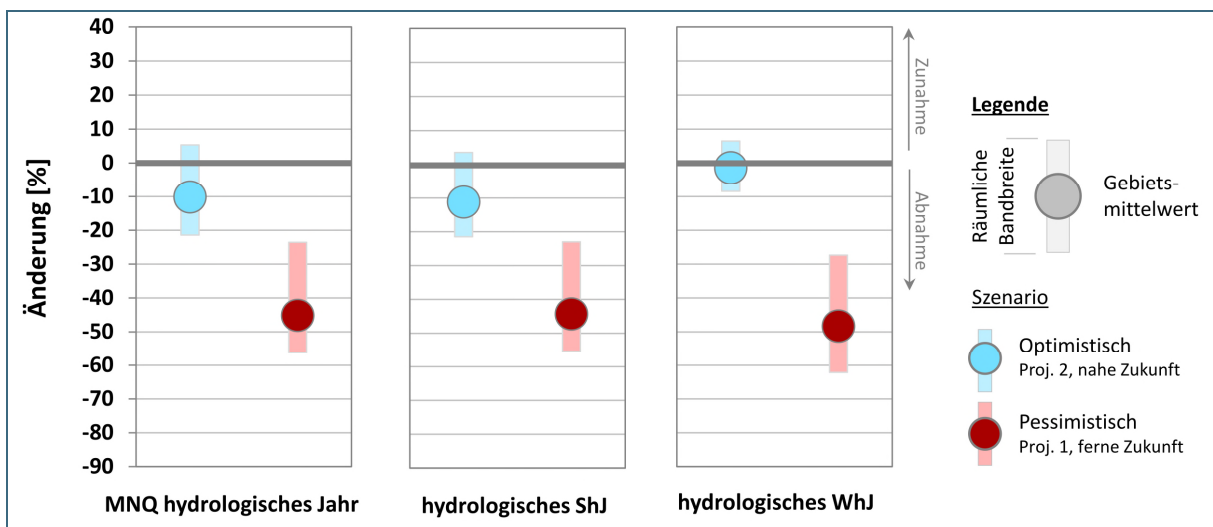 Änderung [%]
40
30
20
10
0
-10
-20
-30
-40
-50
-60
-70
-80
-90
MNQ hydrologisches Jahr
hydrologisches ShJ
hydrologisches WhJ
Zunahme
Abnahme
Legende
Räumliche
Bandbreite
Gebiets-
mittelwert
Szenario
Optimistisch
Proj. 2, nahe Zukunft
Pessimistisch
Proj. 1, ferne Zukunft